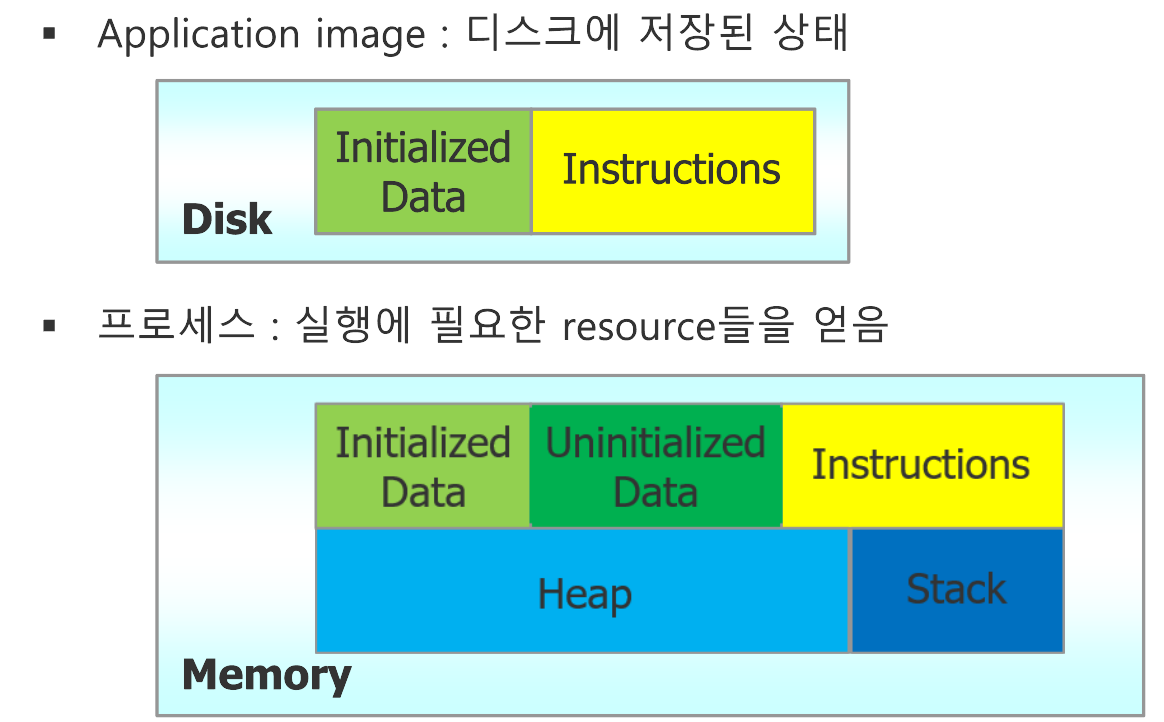 ▪ Application image : 디스크에 저장된 상태
Initialized
Data
Instructions
Disk
▪ 프로세스 : 실행에 필요한 resource들을 얻음
Initialized
Data
Uninitialized
Data
Instructions
Heap
Stack
Memory